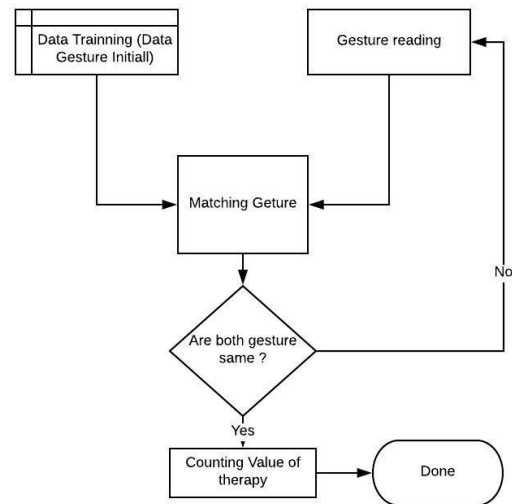 Data Trainning (Data
Gesture Initiall)
Gesture reading
Matching Geture
No
Are both gesture
same ?
Yes
Counting Value of
therapy
Done